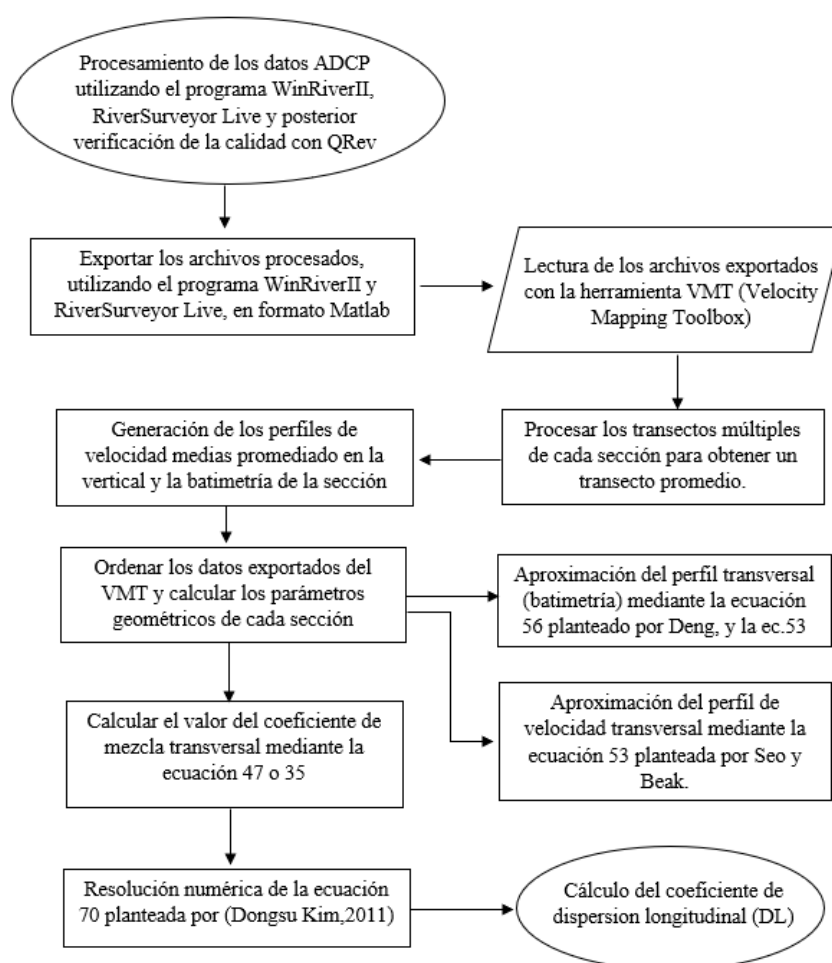 Procesamiento de los datos ADCP
utilizando el programa WinRiverII,
RiverSurveyor Live y posterior
verificación de la calidad con QRev
Exportar los archivos procesados,
utilizando el programa WinRiverII y
RiverSurveyor Live, en formato Matlab
Lectura de los archivos exportados
con la herramienta VMT (Velocity
Mapping Toolbox)
Procesar los transectos múltiples
de cada sección para obtener un
transecto promedio.
Generación de los perfiles de
velocidad medias promediado en la
vertical y la batimetría de la sección
Ordenar los datos exportados del
VMT y calcular los parámetros
geométricos de cada sección
Aproximación del perfil transversal
(batimetría) mediante la ecuación
56 planteado por Deng, y la ec.53
Aproximación del perfil de
velocidad transversal mediante la
ecuación 53 planteada por Seo y
Beak.
Calcular el valor del coeficiente de
mezcla transversal mediante la
ecuación 47 o 35
Resolución numérica de la ecuación
70 planteada por (Dongsu Kim,2011)
Cálculo del coeficiente de
dispersion longitudinal (DL)